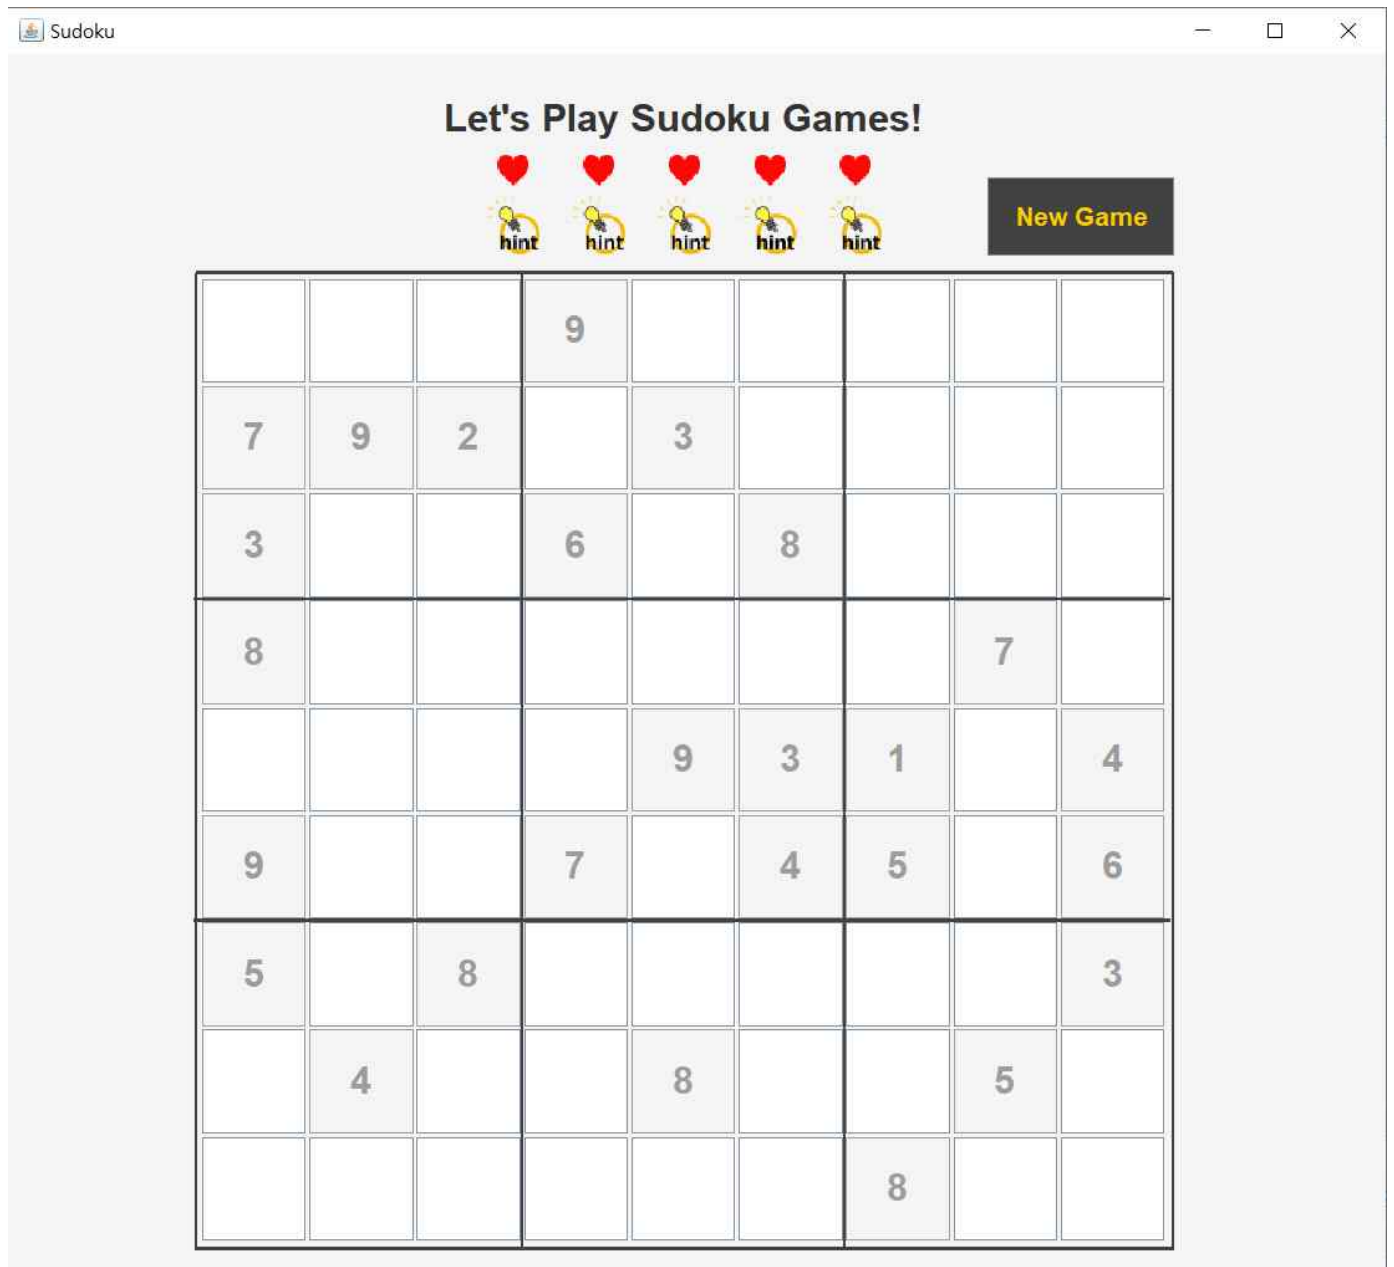 Sudoku
Let's Play Sudoku Games!
hint hint hint hint hint
New Game
9
7 9 2 3
3 6 8
8 7
9 3 1 4
9 7 4 5 6
5 8 3
4 8 5
8